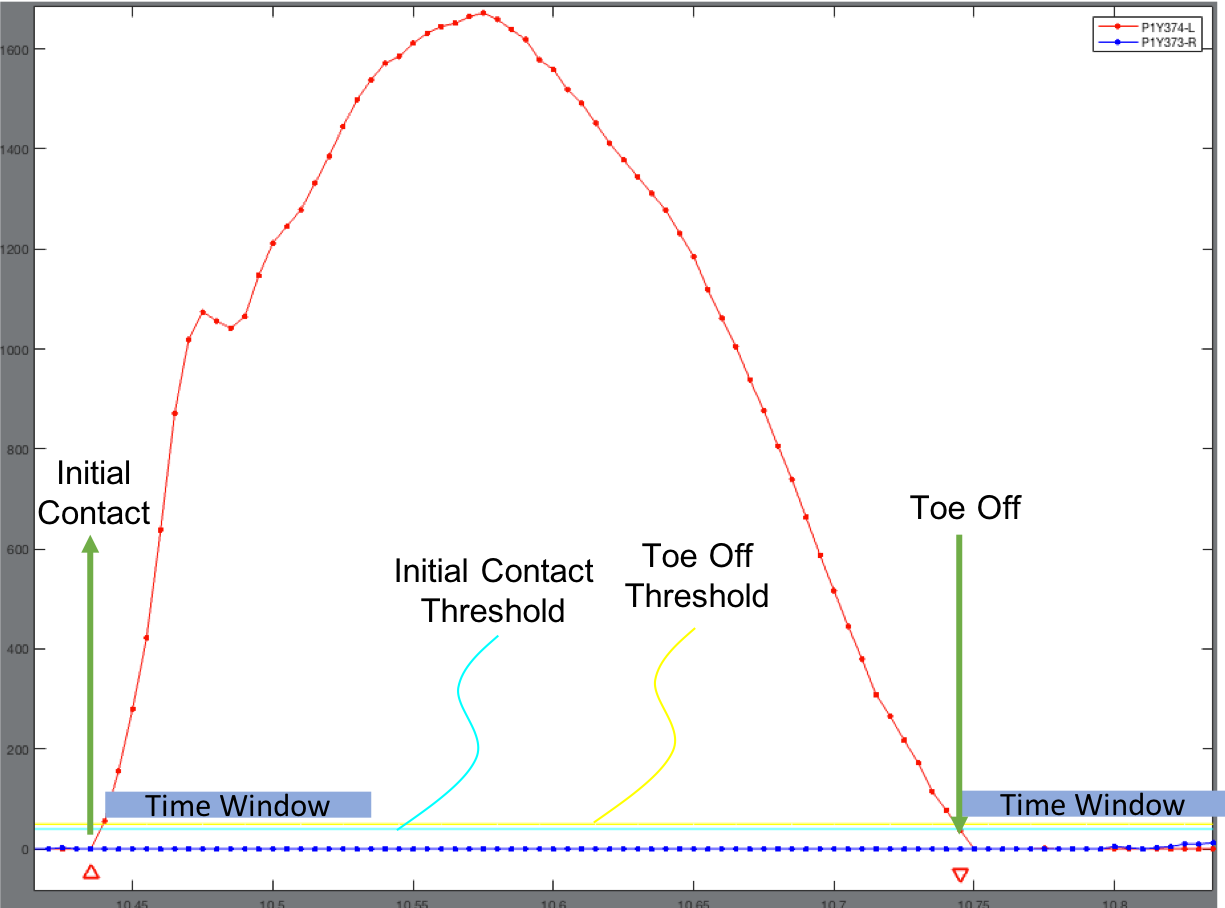 P1Y374-L
P1Y373-R
1600
1400
1200
1000
800
600
400
200
0
Initial
Contact
Toe Off
Initial Contact
Threshold
Toe Off
Threshold
Time Window
Time Window
10.45
10.5
10.55
10.6
10.65
10.7
10.75
10.8